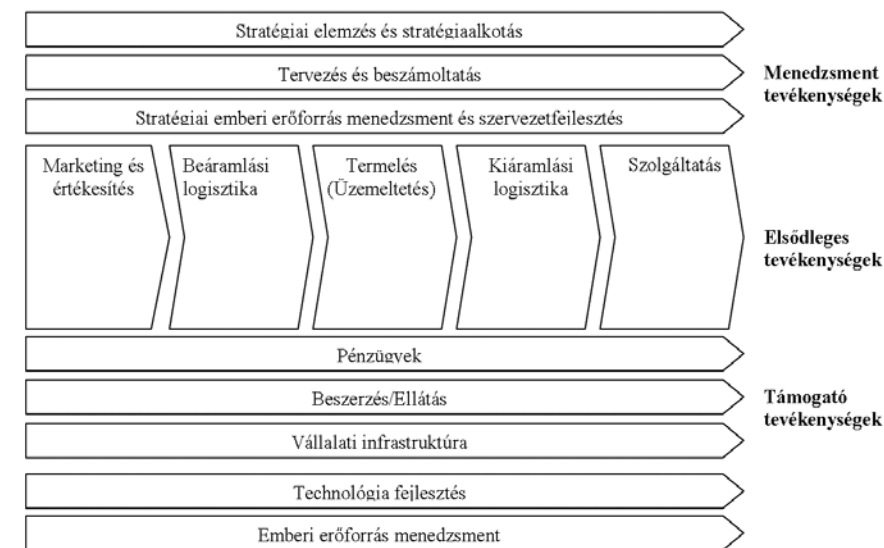 Stratégiai elemzés és stratégiaalkotás
Tervezés és beszámoltatás
Stratégiai emberi erőforrás menedzsment és szervezetfejlesztés
Menedzsment
tevékenységek
Marketing és
értékesítés
Beáramlási
logisztika
Termelés
(Üzemeltetés)
Kiáramlási
logisztika
Szolgáltatás
Elsődleges
tevékenységek
Pénzügyek
Beszerzés/Ellátás
Vállalati infrastruktúra
Technológia fejlesztés
Emberi erőforrás menedzsment
Támogató
tevékenységek